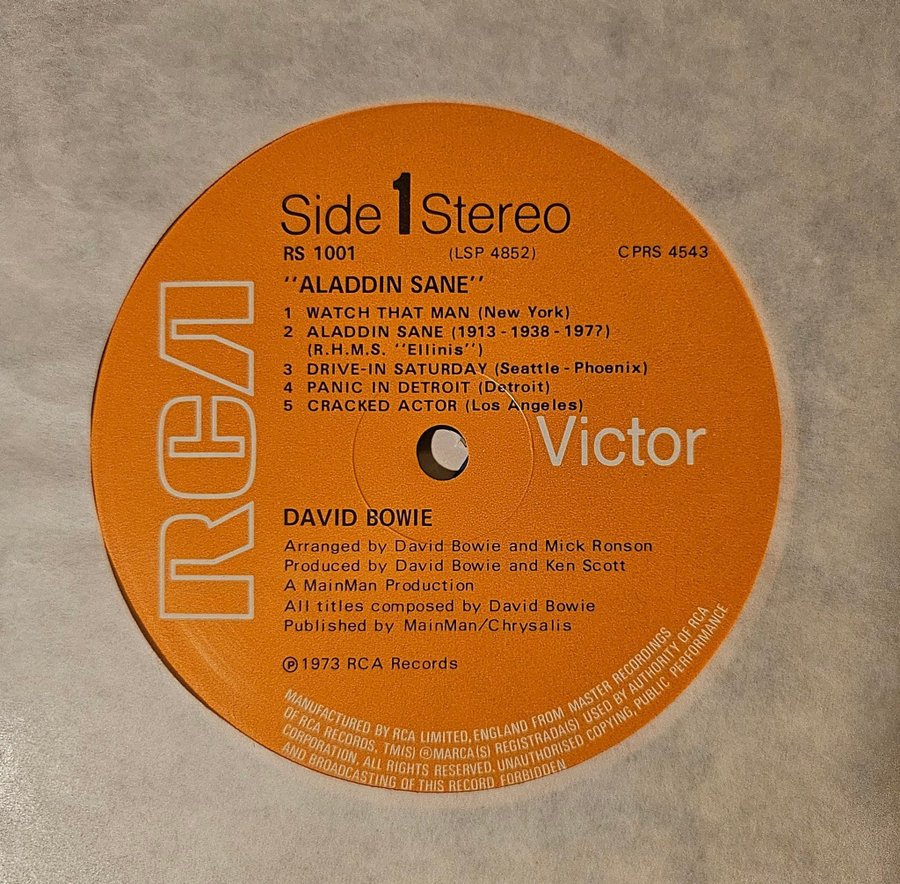 Side 1 Stereo
RS 1001 (LSP 4852) CPRS 4543
"ALADDIN SANE"
1 WATCH THAT MAN (New York)
2 ALADDIN SANE (1913 - 1938 - 197?)
(R.H.M.S. "Ellinis")
3 DRIVE-IN SATURDAY (Seattle - Phoenix)
4 PANIC IN DETROIT (Detroit)
5 CRACKED ACTOR (Los Angeles)
RCA
Victor
DAVID BOWIE
Arranged by David Bowie and Mick Ronson
Produced by David Bowie and Ken Scott
A MainMan Production
All titles composed by David Bowie
Published by MainMan/Chrysalis
Ⓟ 1973 RCA Records
MANUFACTURED BY RCA LIMITED, ENGLAND FROM MASTER RECORDINGS
OF RCA RECORDS, TM(S) ® MARCA(S) REGISTRADA(S) USED BY AUTHORITY OF RCA
CORPORATION, ALL RIGHTS RESERVED, UNAUTHORISED COPYING, PUBLIC PERFORMANCE
AND BROADCASTING OF THIS RECORD FORBIDDEN